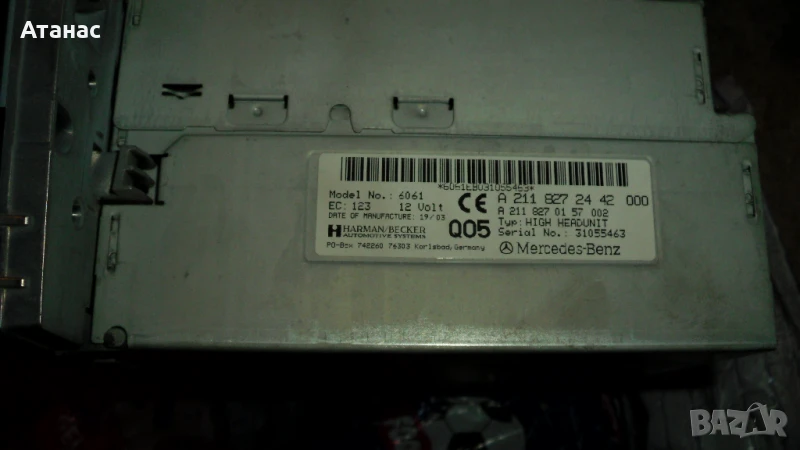 Атанас
*6061EB031055463*
Model No.: 6061
EC: 123 12 Volt
DATE OF MANUFACTURE: 19/03
HARMAN/BECKER
AUTOMOTIVE SYSTEMS
PO-Box 742260 76303 Karlsbad, Germany
CE
Q05
A 211 827 24 42 000
A 211 827 01 57 002
Typ: HIGH HEADUNIT
Serial No.: 31055463
Mercedes-Benz
BAZAR